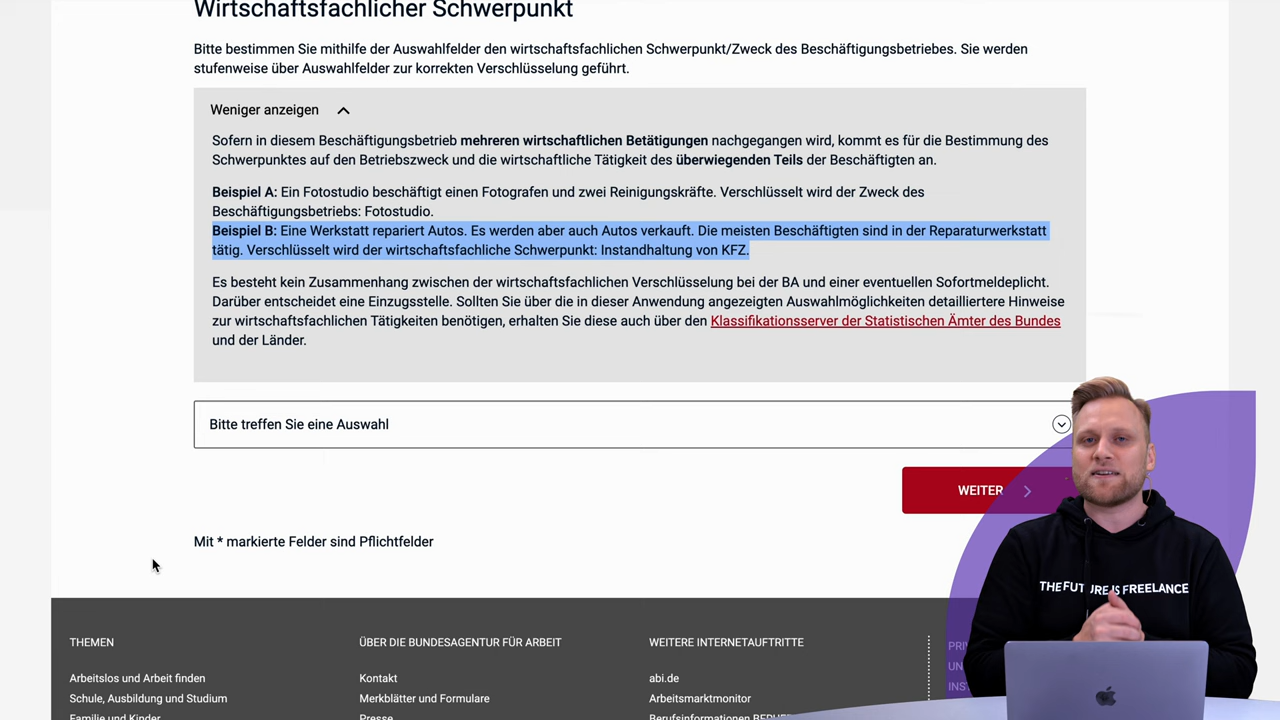 Wirtschaftsfachlicher Schwerpunkt
Bitte bestimmen Sie mithilfe der Auswahlfelder den wirtschaftsfachlichen Schwerpunkt/Zweck des Beschäftigungsbetriebes. Sie werden
stufenweise über Auswahlfelder zur korrekten Verschlüsselung geführt.
Weniger anzeigen
Sofern in diesem Beschäftigungsbetrieb mehreren wirtschaftlichen Betätigungen nachgegangen wird, kommt es für die Bestimmung des
Schwerpunktes auf den Betriebszweck und die wirtschaftliche Tätigkeit des überwiegenden Teils der Beschäftigten an.
Beispiel A: Ein Fotostudio beschäftigt einen Fotografen und zwei Reinigungskräfte. Verschlüsselt wird der Zweck des
Beschäftigungsbetriebs: Fotostudio.
Beispiel B: Eine Werkstatt repariert Autos. Es werden aber auch Autos verkauft. Die meisten Beschäftigten sind in der Reparaturwerkstatt
tätig. Verschlüsselt wird der wirtschaftsfachliche Schwerpunkt: Instandhaltung von KFZ.
Es besteht kein Zusammenhang zwischen der wirtschaftsfachlichen Verschlüsselung bei der BA und einer eventuellen Sofortmeldeplicht.
Darüber entscheidet eine Einzugsstelle. Sollten Sie über die in dieser Anwendung angezeigten Auswahlmöglichkeiten detailliertere Hinweise
zur wirtschaftsfachlichen Tätigkeiten benötigen, erhalten Sie diese auch über den Klassifikationsserver der Statistischen Ämter des Bundes
und der Länder.
Bitte treffen Sie eine Auswahl
WEITER
Mit * markierte Felder sind Pflichtfelder
THE FUTURE IS FREELANCE
THEMEN
Arbeitslos und Arbeit finden
Schule, Ausbildung und Studium
Familie und Kinder
ÜBER DIE BUNDESAGENTUR FÜR ARBEIT
Kontakt
Merkblätter und Formulare
Presse
WEITERE INTERNETAUFTRITTE
abi.de
Arbeitsmarktmonitor
Berufsinformationen
PRI
UN
INS